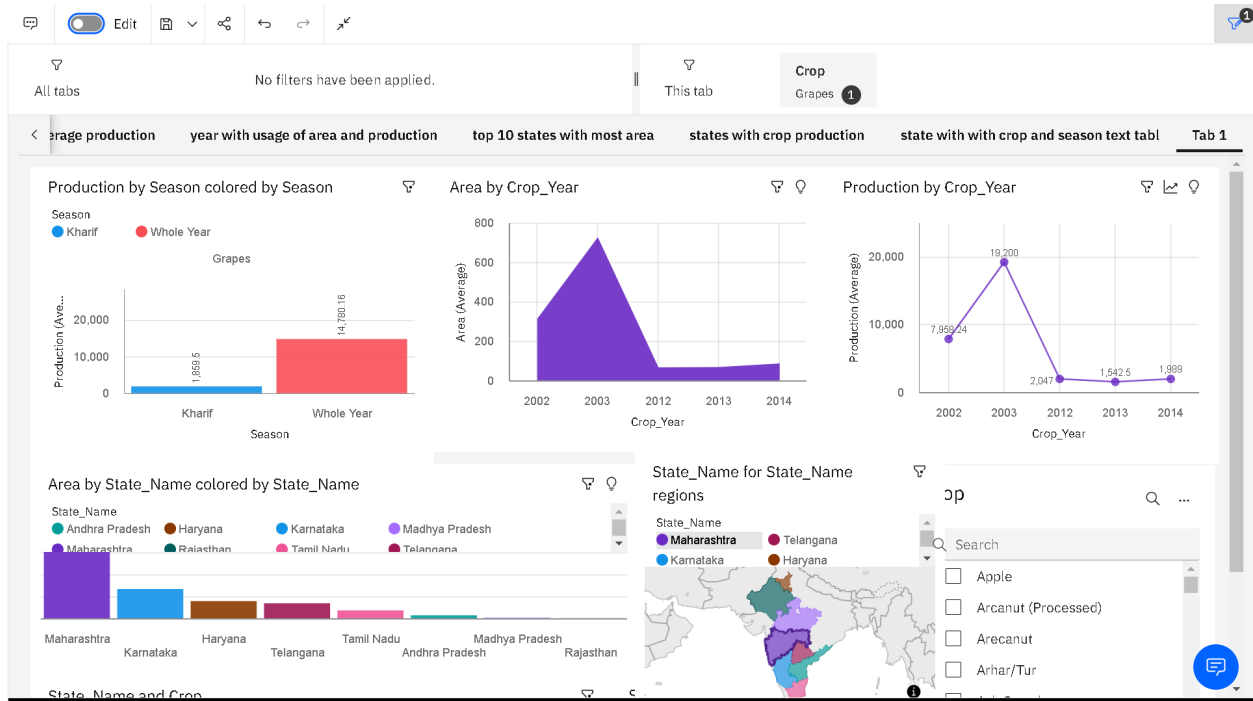 Edit
1
All tabs
No filters have been applied.
This tab
Crop
Grapes 1
erage production
year with usage of area and production
top 10 states with most area
states with crop production
state with with crop and season text tabl
Tab 1
Production by Season colored by Season
Season
Kharif
Whole Year
Grapes
Production (Ave...
20,000
10,000
0
1,859.5
14,780.16
Kharif
Whole Year
Season
Area by Crop_Year
Area (Average)
800
600
400
200
0
2002 2003 2012 2013 2014
Crop_Year
Production by Crop_Year
Production (Average)
20,000
10,000
0
7,958.24
19,200
2,047
1,542.5
1,989
2002 2003 2012 2013 2014
Crop_Year
Area by State_Name colored by State_Name
State_Name
Andhra Pradesh Haryana Karnataka Madhya Pradesh
Maharashtra Rajasthan Tamil Nadu Telangana
Maharashtra Haryana Tamil Nadu Madhya Pradesh
Karnataka Telangana Andhra Pradesh Rajasthan
State_Name for State_Name
regions
State_Name
Maharashtra Telangana
Karnataka Haryana
op
Search
Apple
Arcanut (Processed)
Arecanut
Arhar/Tur
State_Name and Crop